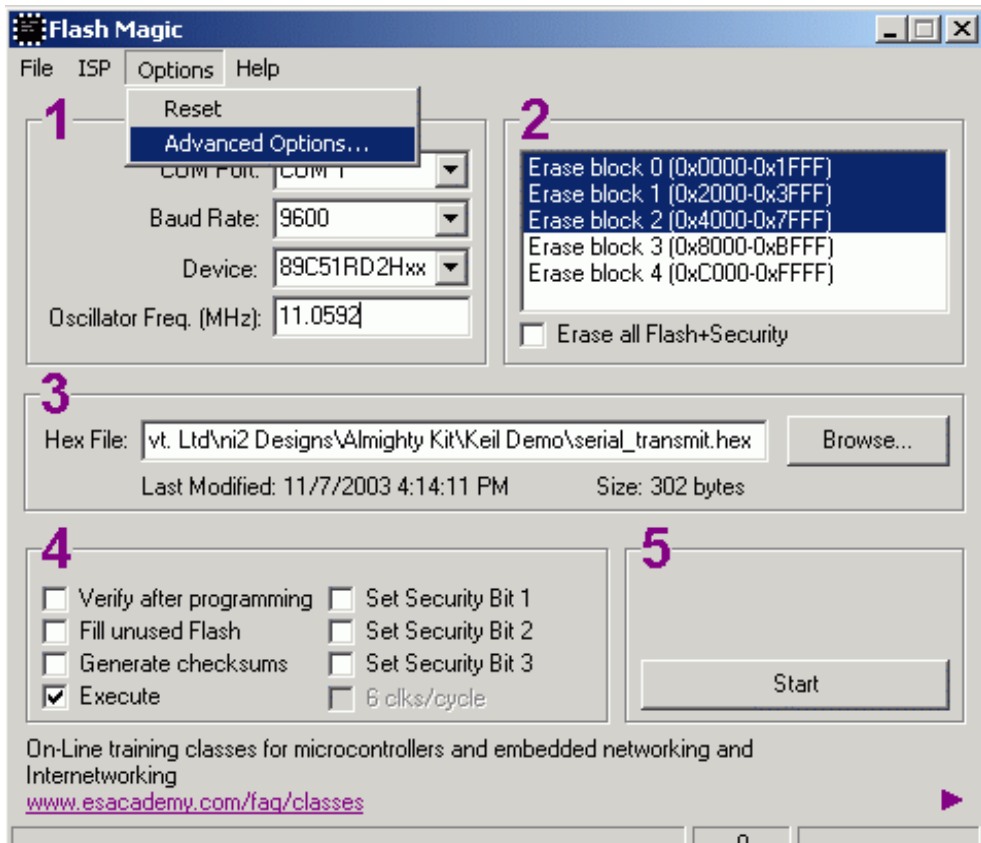 Flash Magic
File ISP Options Help
Reset
Advanced Options...
1
COM Port: COM 1
Baud Rate: 9600
Device: 89C51RD2Hxx
Oscillator Freq. (MHz): 11.0592
2
Erase block 0 (0x0000-0x1FFF)
Erase block 1 (0x2000-0x3FFF)
Erase block 2 (0x4000-0x7FFF)
Erase block 3 (0x8000-0xBFFF)
Erase block 4 (0xC000-0xFFFF)
Erase all Flash+Security
3
Hex File: vt. Ltd\ni2 Designs\Almighty Kit\Keil Demo\serial_transmit.hex Browse...
Last Modified: 11/7/2003 4:14:11 PM Size: 302 bytes
4
Verify after programming Set Security Bit 1
Fill unused Flash Set Security Bit 2
Generate checksums Set Security Bit 3
Execute 6 clks/cycle
5
Start
On-Line training classes for microcontrollers and embedded networking and
Internetworking
www.esacademy.com/faq/classes